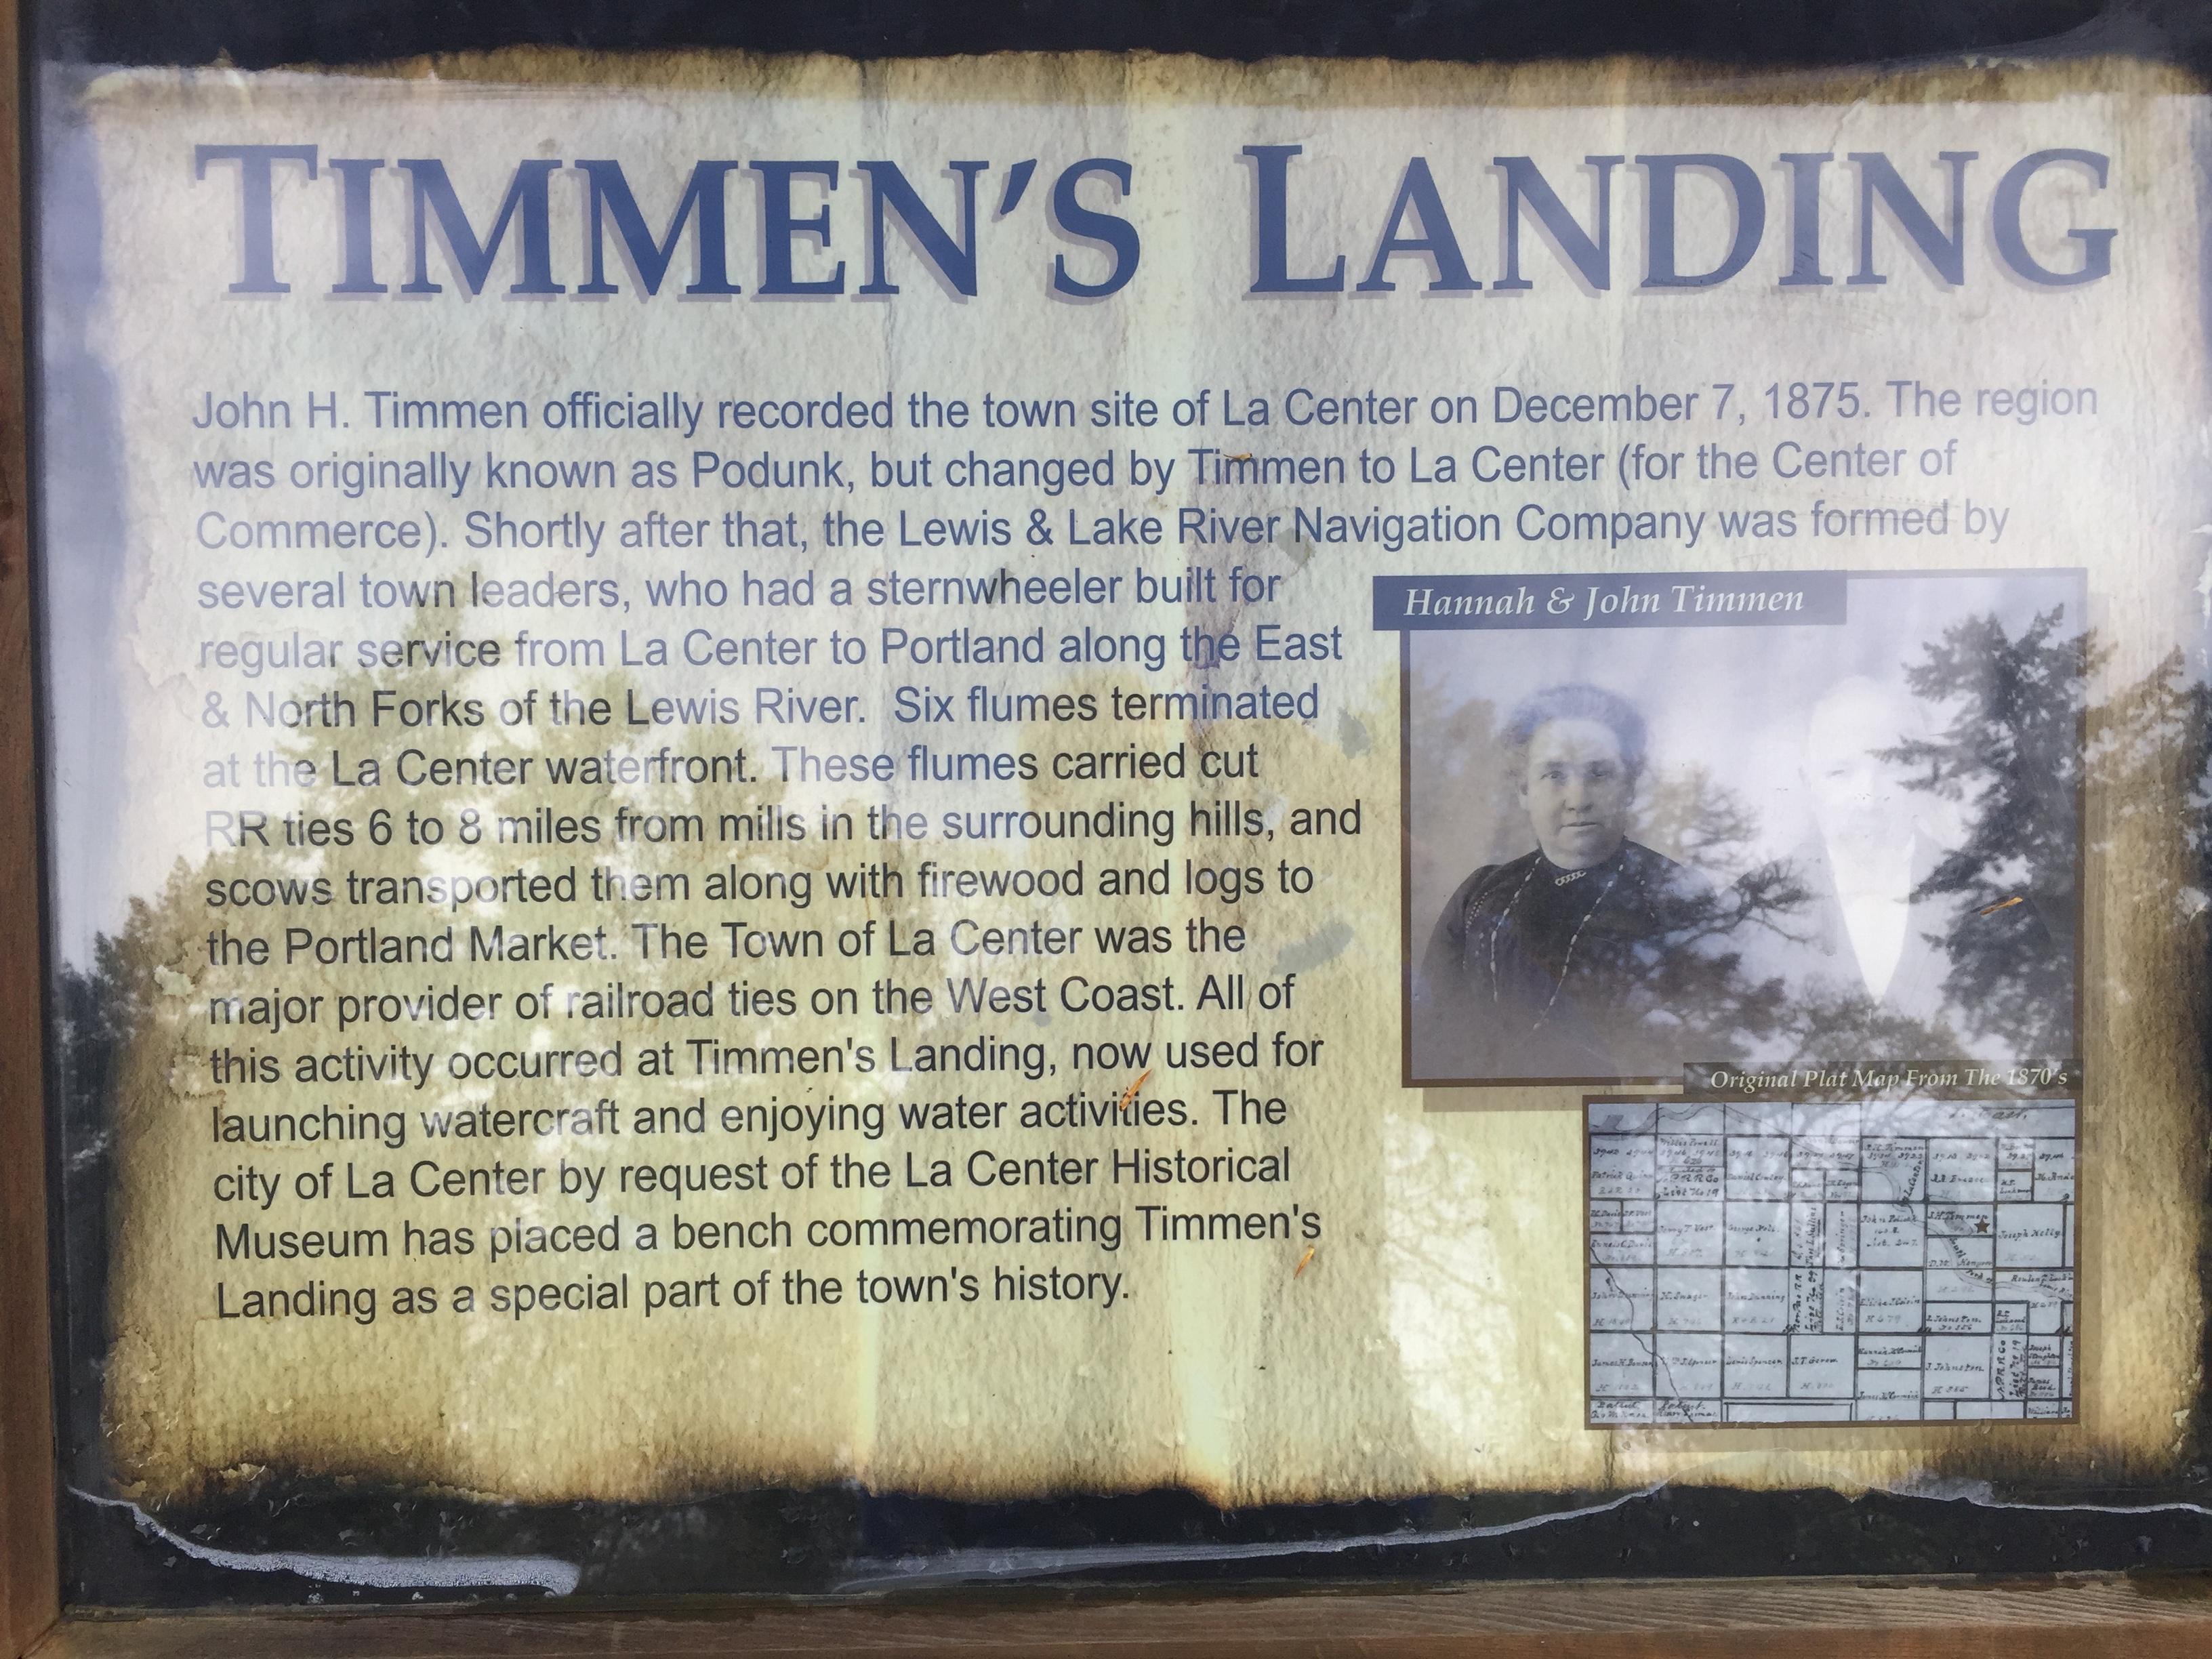 TIMMEN'S LANDING
John H. Timmen officially recorded the town site of La Center on December 7, 1875. The region
was originally known as Podunk, but changed by Timmen to La Center (for the Center of
Commerce). Shortly after that, the Lewis & Lake River Navigation Company was formed by
several town leaders, who had a sternwheeler built for
regular service from La Center to Portland along the East
& North Forks of the Lewis River.  Six flumes terminated
at the La Center waterfront. These flumes carried cut
RR ties 6 to 8 miles from mills in the surrounding hills, and
scows transported them along with firewood and logs to
the Portland Market. The Town of La Center was the
major provider of railroad ties on the West Coast. All of
this activity occurred at Timmen's Landing, now used for
launching watercraft and enjoying water activities. The
city of La Center by request of the La Center Historical
Museum has placed a bench commemorating Timmen's
Landing as a special part of the town's history.
Hannah & John Timmen
Original Plat Map From The 1870's
J.H. Timmen
Joseph Kelly
J. Johnston